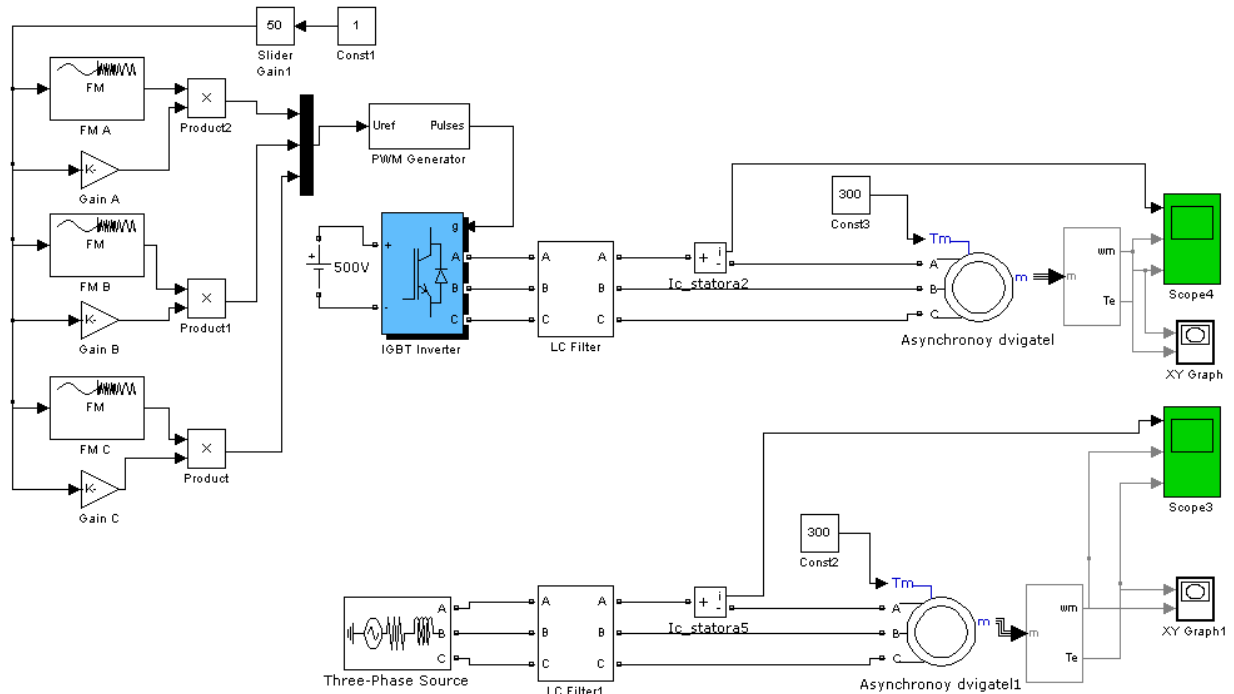 50
1
Slider
Gain1
Const1
FM
FM A
×
Product2
K-
Gain A
Uref
Pulses
PWM Generator
FM
FM B
×
Product1
K-
Gain B
FM
FM C
×
Product
K-
Gain C
+
500V
+
-
g
A
B
C
IGBT Inverter
A
B
C
A
B
C
LC Filter
+
i
-
Ic_statora2
300
Const3
Tm
A
B
C
m
Asynchronoy dvigatel
m
wm
Te
Scope4
XY Graph
A
B
C
Three-Phase Source
A
B
C
A
B
C
LC Filter1
+
i
-
Ic_statora5
300
Const2
Tm
A
B
C
m
Asynchronoy dvigatel1
m
wm
Te
Scope3
XY Graph1